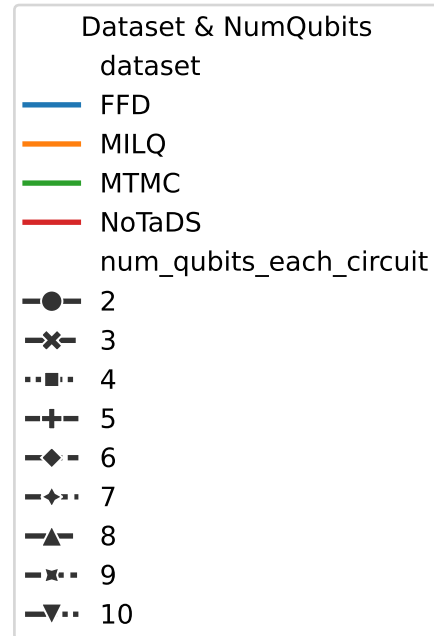 Dataset & NumQubits
dataset
FFD
MILQ
MTMC
NoTaDS
num_qubits_each_circuit
2
3
4
5
6
7
8
9
10